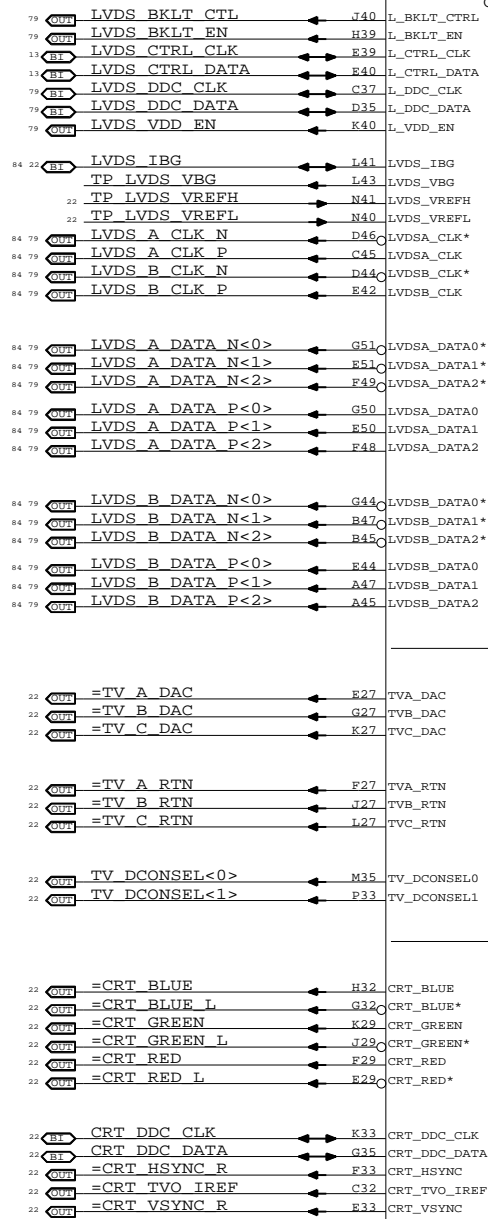 79 OUT LVDS_BKLT_CTL J40 L_BKLT_CTRL
79 OUT LVDS_BKLT_EN H39 L_BKLT_EN
13 BI LVDS_CTRL_CLK E39 L_CTRL_CLK
13 BI LVDS_CTRL_DATA E40 L_CTRL_DATA
79 BI LVDS_DDC_CLK C37 L_DDC_CLK
79 BI LVDS_DDC_DATA D35 L_DDC_DATA
79 OUT LVDS_VDD_EN K40 L_VDD_EN
84 22 BI LVDS_IBG L41 LVDS_IBG
TP_LVDS_VBG L43 LVDS_VBG
22 TP_LVDS_VREFH N41 LVDS_VREFH
22 TP_LVDS_VREFL N40 LVDS_VREFL
84 79 OUT LVDS_A_CLK_N D46 LVDSA_CLK*
84 79 OUT LVDS_A_CLK_P C45 LVDSA_CLK
84 79 OUT LVDS_B_CLK_N D44 LVDSB_CLK*
84 79 OUT LVDS_B_CLK_P E42 LVDSB_CLK
84 79 OUT LVDS_A_DATA_N<0> G51 LVDSA_DATA0*
84 79 OUT LVDS_A_DATA_N<1> E51 LVDSA_DATA1*
84 79 OUT LVDS_A_DATA_N<2> F49 LVDSA_DATA2*
84 79 OUT LVDS_A_DATA_P<0> G50 LVDSA_DATA0
84 79 OUT LVDS_A_DATA_P<1> E50 LVDSA_DATA1
84 79 OUT LVDS_A_DATA_P<2> F48 LVDSA_DATA2
84 79 OUT LVDS_B_DATA_N<0> G44 LVDSB_DATA0*
84 79 OUT LVDS_B_DATA_N<1> B47 LVDSB_DATA1*
84 79 OUT LVDS_B_DATA_N<2> B45 LVDSB_DATA2*
84 79 OUT LVDS_B_DATA_P<0> E44 LVDSB_DATA0
84 79 OUT LVDS_B_DATA_P<1> A47 LVDSB_DATA1
84 79 OUT LVDS_B_DATA_P<2> A45 LVDSB_DATA2
22 OUT =TV_A_DAC E27 TVA_DAC
22 OUT =TV_B_DAC G27 TVB_DAC
22 OUT =TV_C_DAC K27 TVC_DAC
22 OUT =TV_A_RTN F27 TVA_RTN
22 OUT =TV_B_RTN J27 TVB_RTN
22 OUT =TV_C_RTN L27 TVC_RTN
22 OUT TV_DCONSEL<0> M35 TV_DCONSEL0
22 OUT TV_DCONSEL<1> P33 TV_DCONSEL1
22 OUT =CRT_BLUE H32 CRT_BLUE
22 OUT =CRT_BLUE_L G32 CRT_BLUE*
22 OUT =CRT_GREEN K29 CRT_GREEN
22 OUT =CRT_GREEN_L J29 CRT_GREEN*
22 OUT =CRT_RED F29 CRT_RED
22 OUT =CRT_RED_L E29 CRT_RED*
22 BI CRT_DDC_CLK K33 CRT_DDC_CLK
22 BI CRT_DDC_DATA G35 CRT_DDC_DATA
22 OUT =CRT_HSYNC_R F33 CRT_HSYNC
22 OUT =CRT_TVO_IREF C32 CRT_TVO_IREF
22 OUT =CRT_VSYNC_R E33 CRT_VSYNC